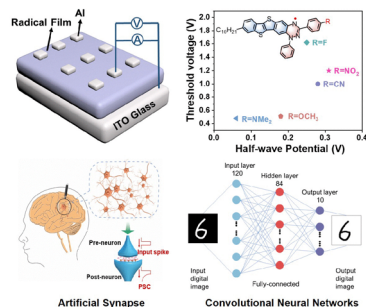 Radical Film
Al
V
A
ITO Glass
Threshold voltage (V)
2.0
1.8
1.6
1.4
1.2
1.0
0.8
0.6
0.4
0.0
0.1
0.2
0.3
0.4
Half-wave Potential (V)
C₁₀H₂₁
S
S
N
N
N
R
R=F
R=NO₂
R=CN
R=NMe₂
R=OCH₃
Pre-neuron
Input spike
Post-neuron
PSC
Artificial Synapse
Input layer
120
Hidden layer
84
Output layer
10
6
6
Input
digital
image
Fully-connected
Output
digital
image
Convolutional Neural Networks